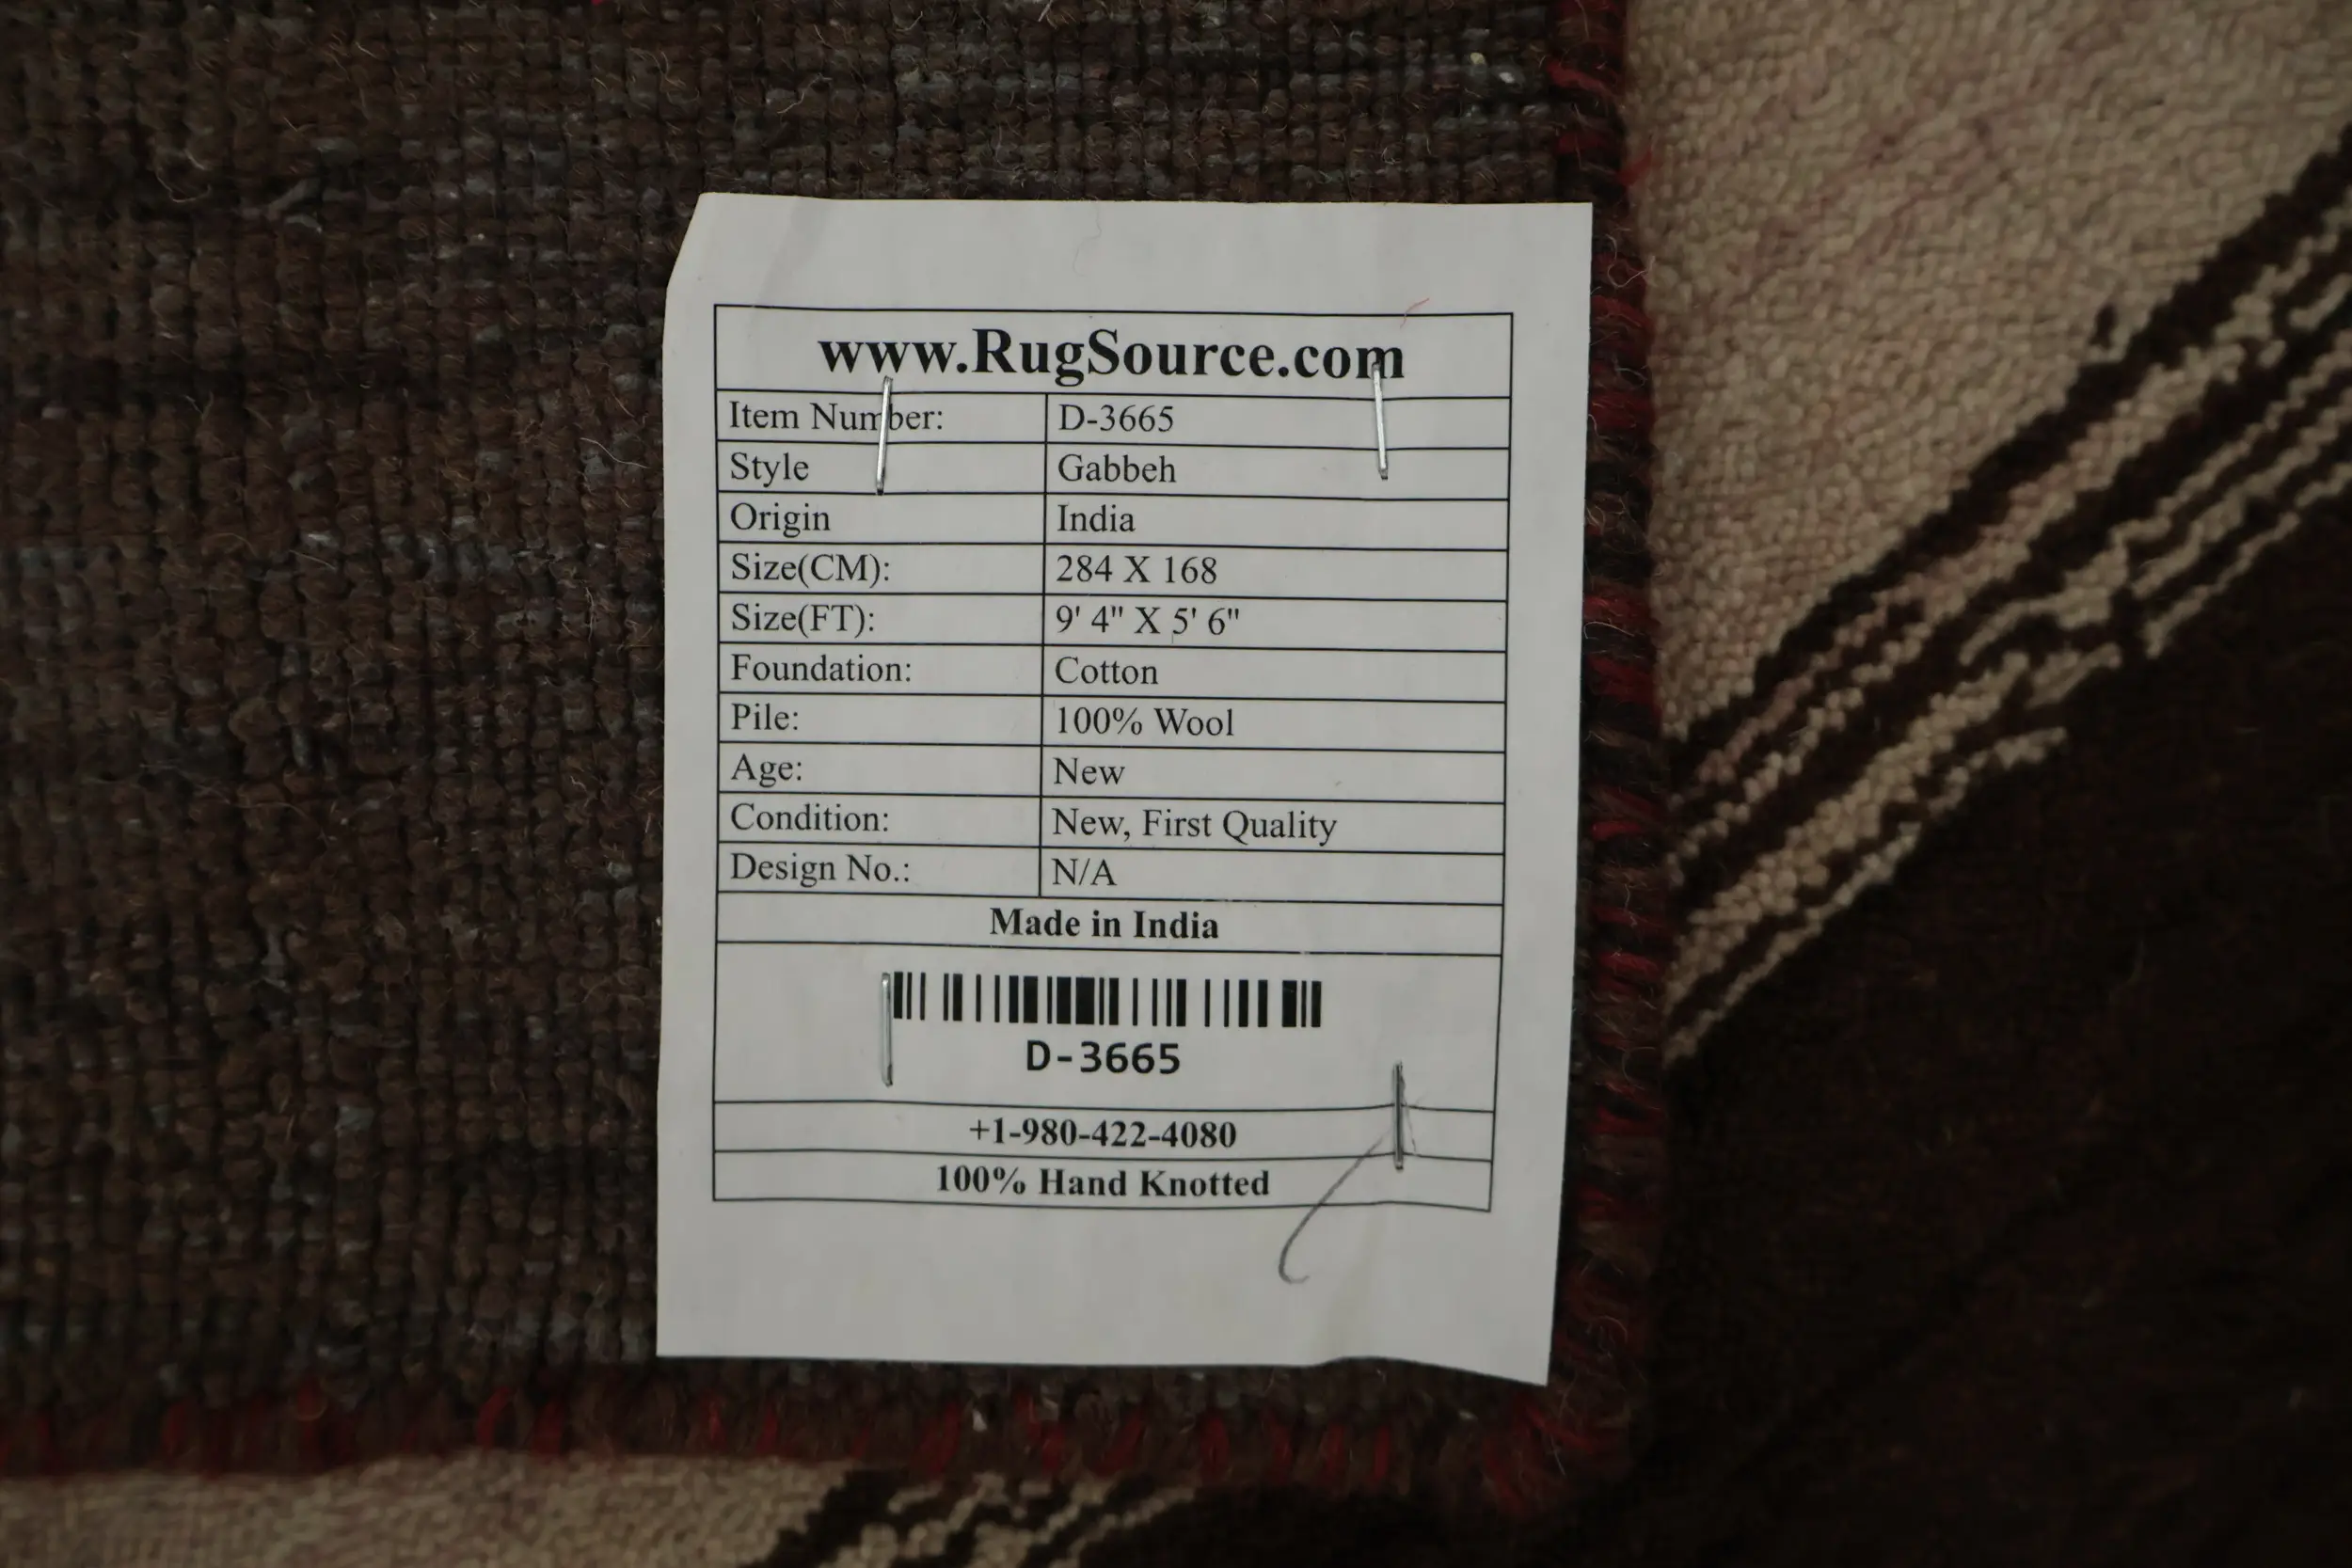 www.RugSource.com
Item Number: D-3665
Style Gabbeh
Origin India
Size(CM): 284 X 168
Size(FT): 9' 4" X 5' 6"
Foundation: Cotton
Pile: 100% Wool
Age: New
Condition: New, First Quality
Design No.: N/A
Made in India
D-3665
+1-980-422-4080
100% Hand Knotted